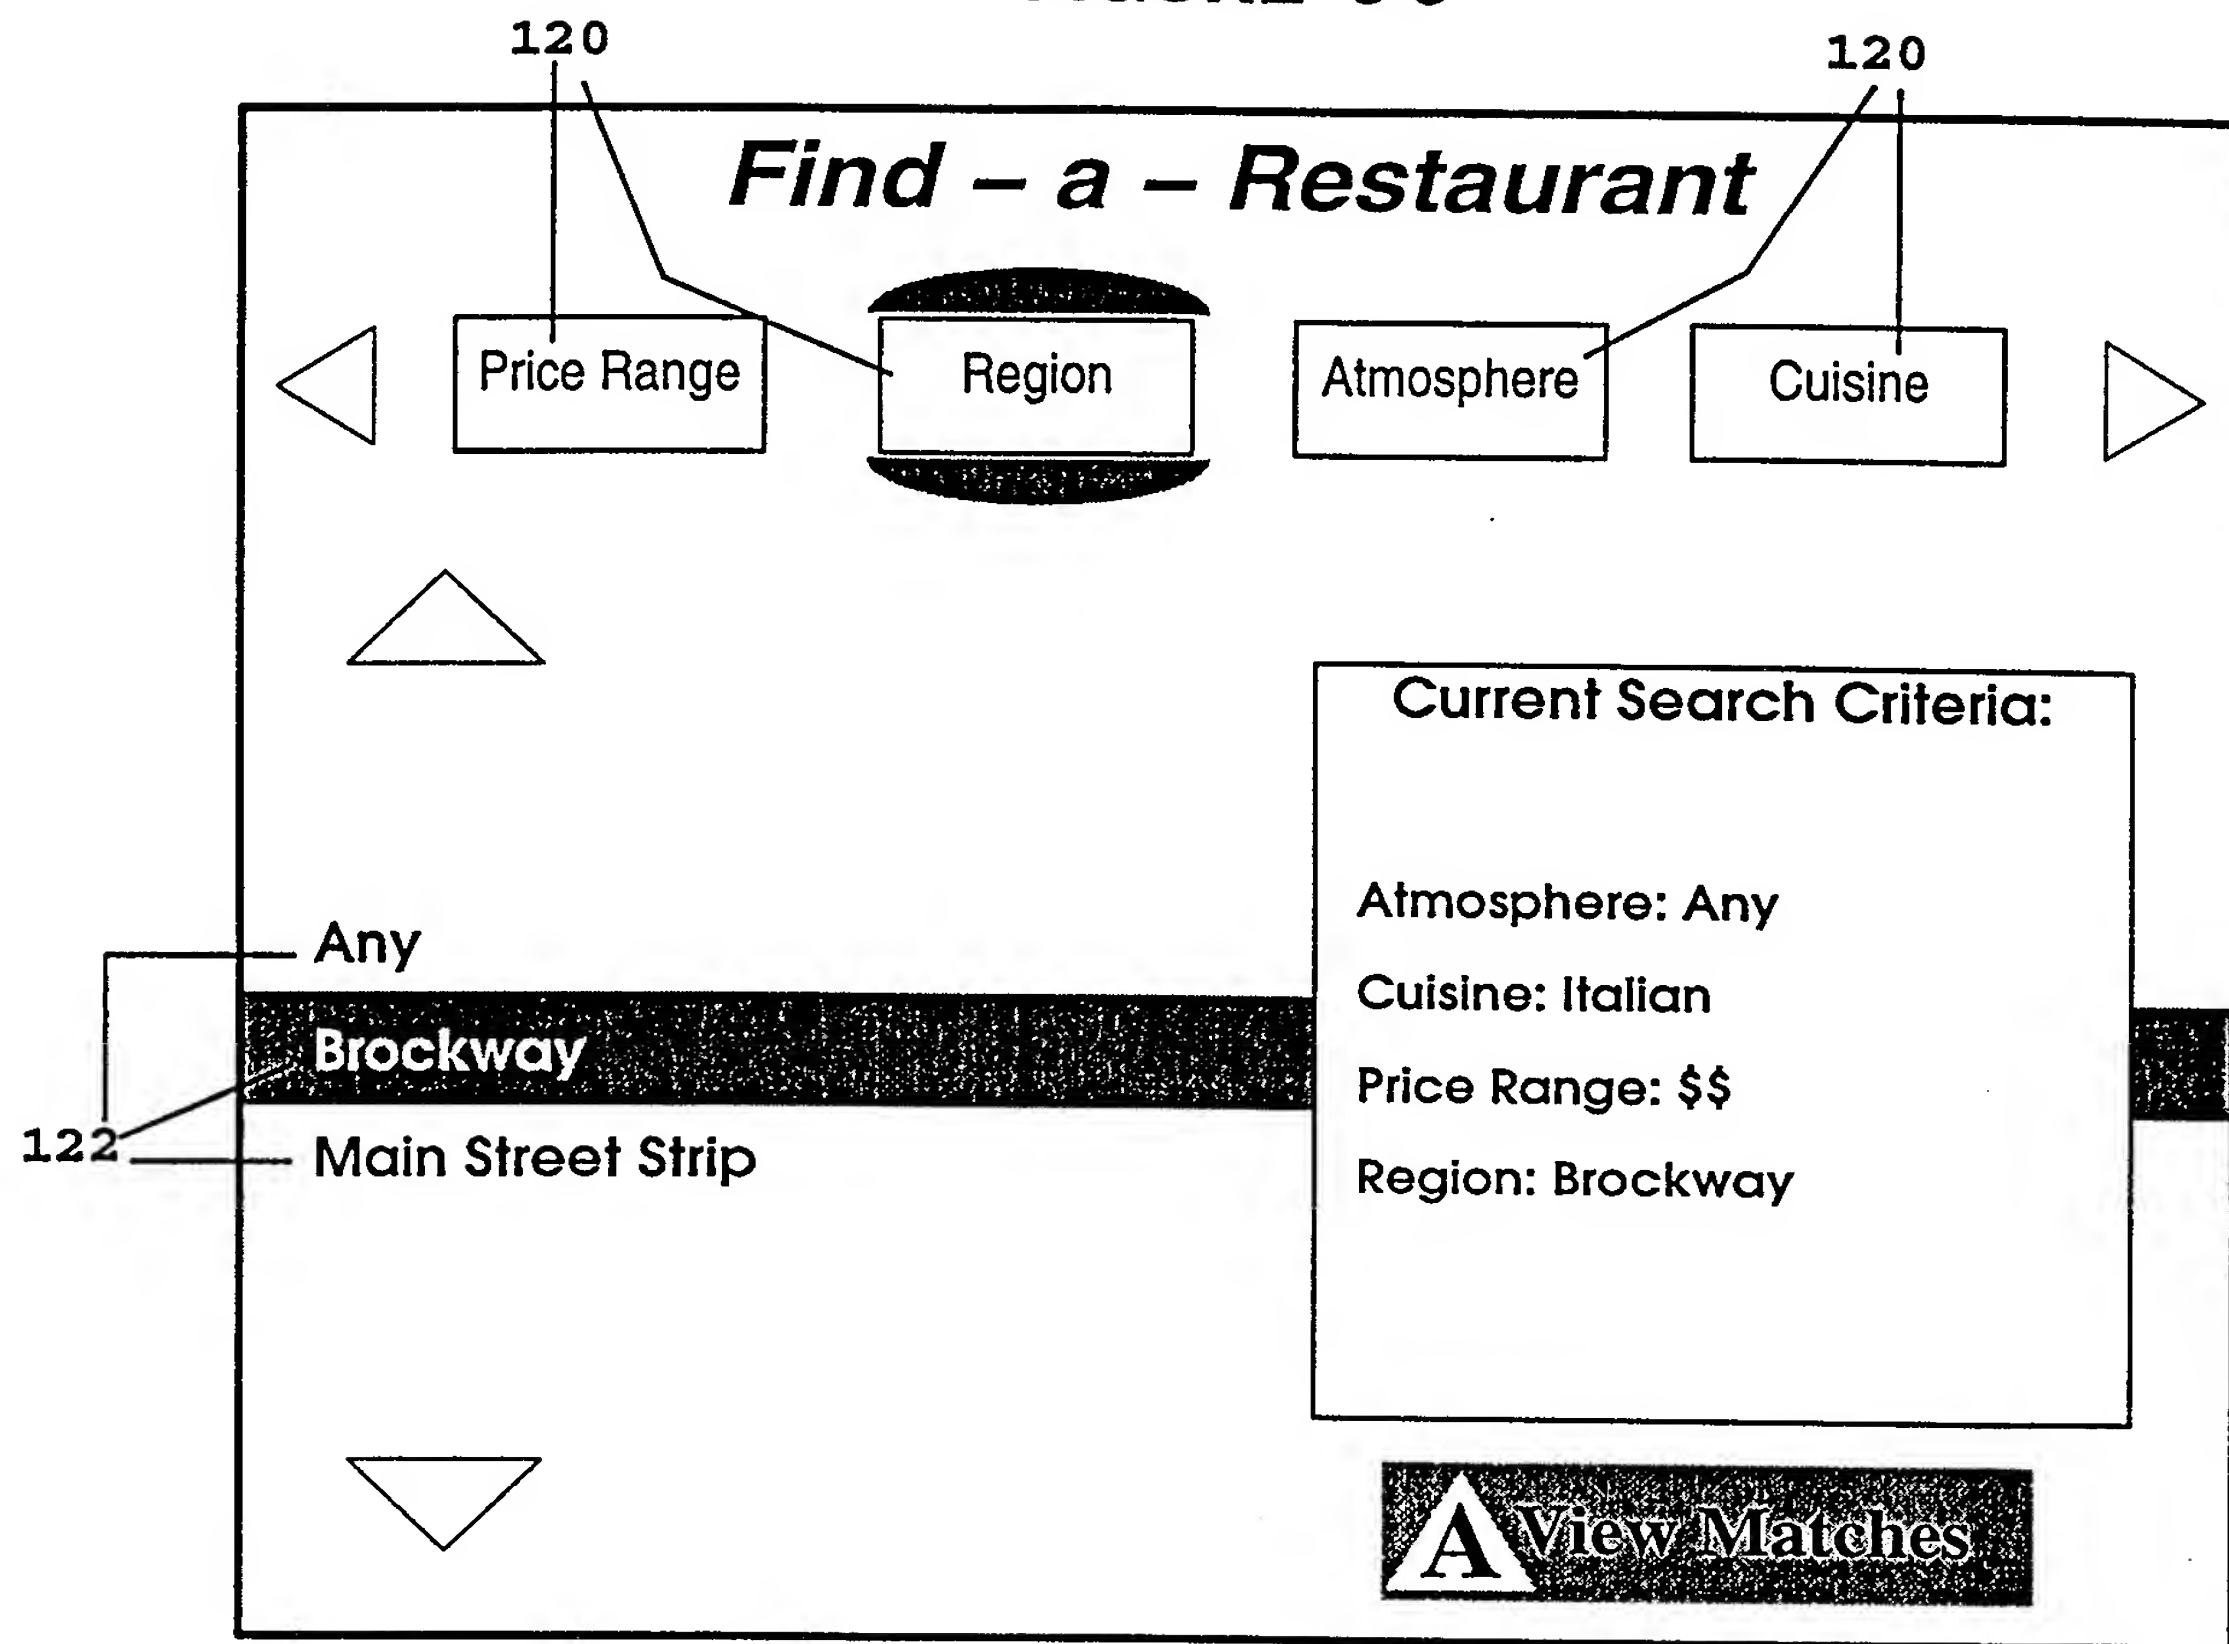 120 120
Find – a – Restaurant
Price Range Region Atmosphere Cuisine
Current Search Criteria:
Atmosphere: Any
Any
Cuisine: Italian
Brockway
Price Range: $$
122 Main Street Strip
Region: Brockway
A View Matches